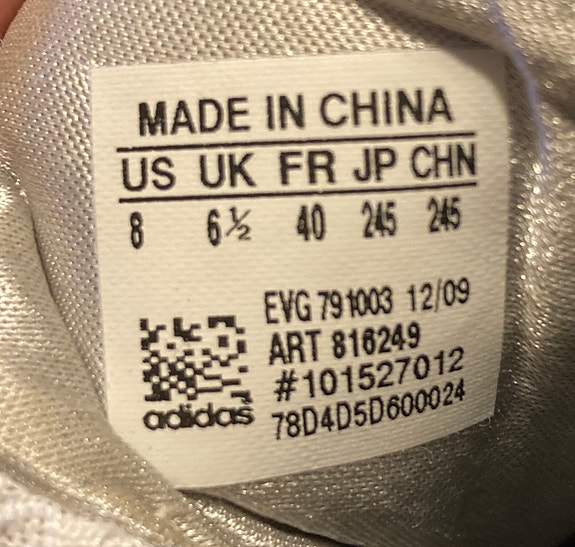 MADE IN CHINA
US UK FR JP CHN
8 6½ 40 245 245
EVG 791003 12/09
ART 816249
#101527012
78D4D5D600024
adidas